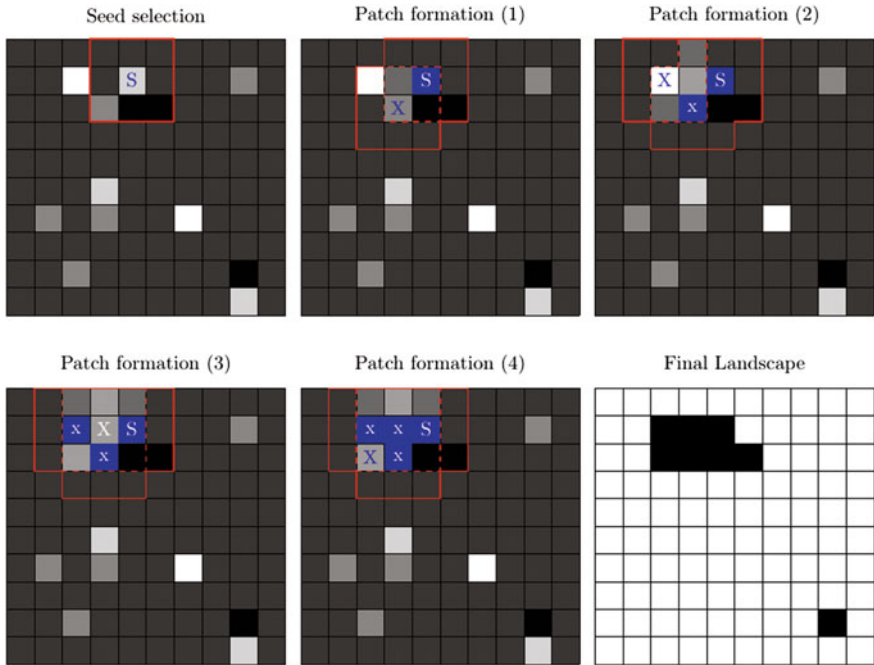 Seed selection
Patch formation (1)
Patch formation (2)
S
S
X
X S
x
Patch formation (3)
Patch formation (4)
Final Landscape
x X S
x
x x S
X x